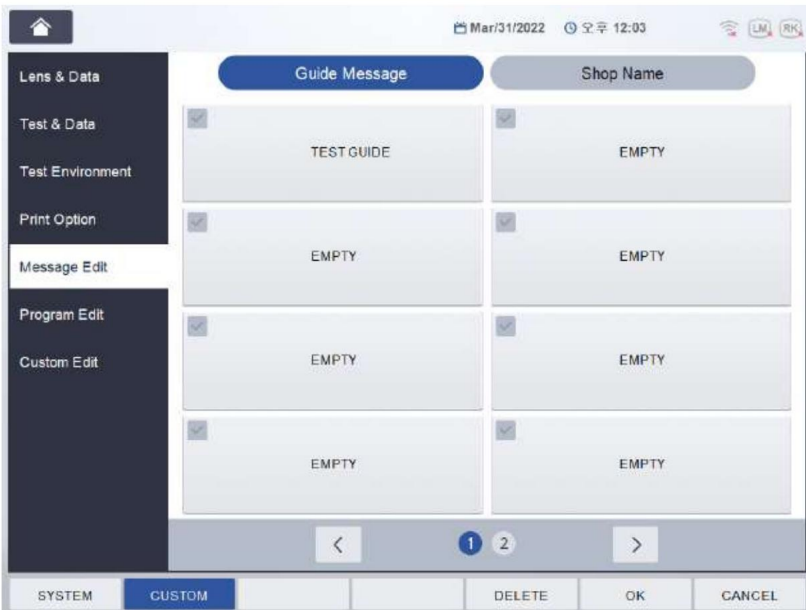 Mar/31/2022 오후 12:03 LM RK
Lens & Data
Test & Data
Test Environment
Print Option
Message Edit
Program Edit
Custom Edit
Guide Message Shop Name
TEST GUIDE EMPTY
EMPTY EMPTY
EMPTY EMPTY
EMPTY EMPTY
1 2
SYSTEM CUSTOM DELETE OK CANCEL